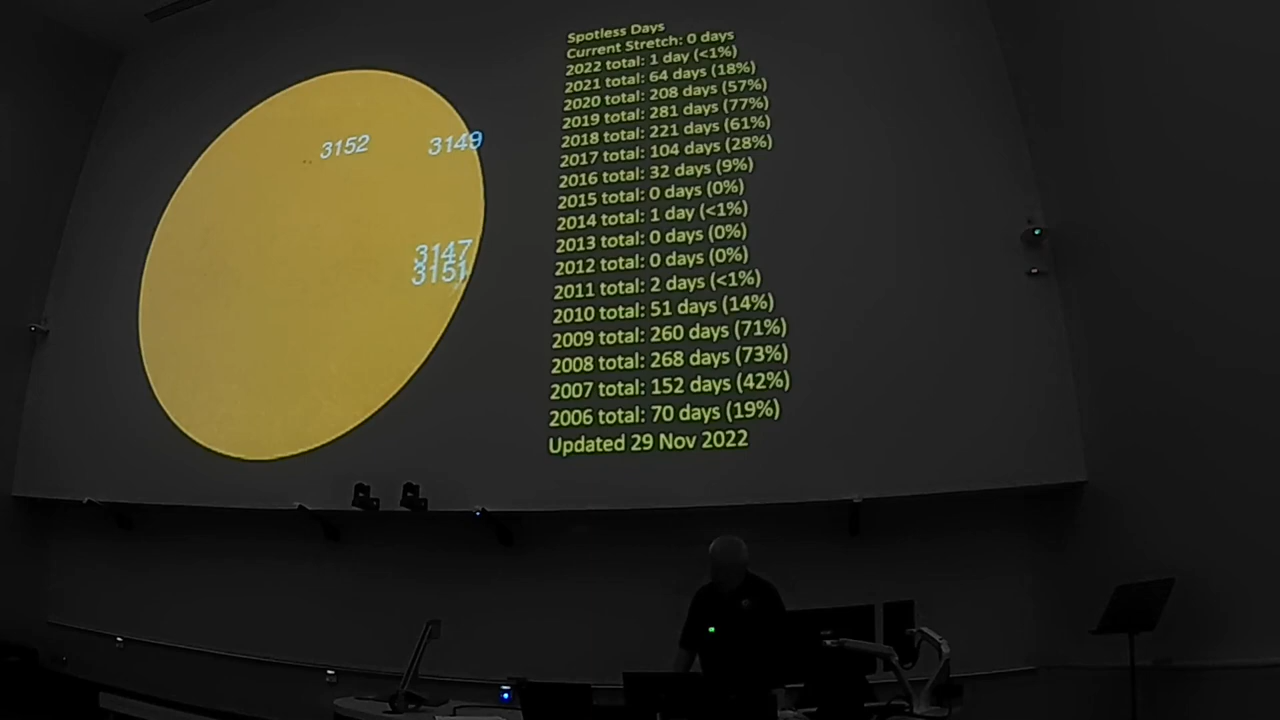 3152
3149
3147
3151
Spotless Days
Current Stretch: 0 days
2022 total: 1 day (<1%)
2021 total: 64 days (18%)
2020 total: 208 days (57%)
2019 total: 281 days (77%)
2018 total: 221 days (61%)
2017 total: 104 days (28%)
2016 total: 32 days (9%)
2015 total: 0 days (0%)
2014 total: 1 day (<1%)
2013 total: 0 days (0%)
2012 total: 0 days (0%)
2011 total: 2 days (<1%)
2010 total: 51 days (14%)
2009 total: 260 days (71%)
2008 total: 268 days (73%)
2007 total: 152 days (42%)
2006 total: 70 days (19%)
Updated 29 Nov 2022